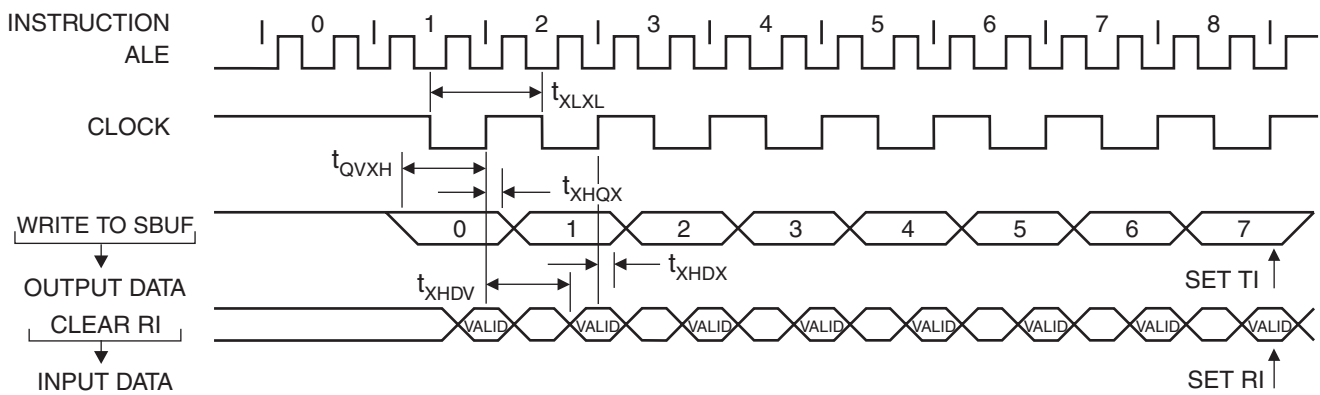 INSTRUCTION 0 1 2 3 4 5 6 7 8
ALE
tXLXL
CLOCK
tQVXH
tXHQX
WRITE TO SBUF 0 1 2 3 4 5 6 7
tXHDX
tXHDV
SET TI
OUTPUT DATA
CLEAR RI VALID VALID VALID VALID VALID VALID VALID VALID
INPUT DATA
SET RI